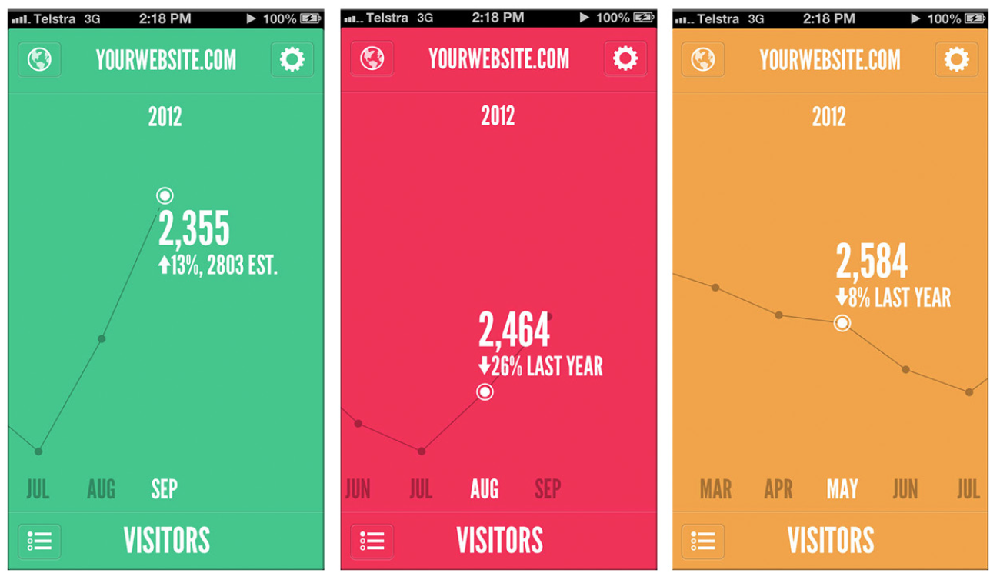 Telstra 3G 2:18 PM 100%
YOURWEBSITE.COM
2012
2,355
13%, 2803 EST.
JUL AUG SEP
VISITORS
Telstra 3G 2:18 PM 100%
YOURWEBSITE.COM
2012
2,464
26% LAST YEAR
JUN JUL AUG SEP
VISITORS
Telstra 3G 2:18 PM 100%
YOURWEBSITE.COM
2012
2,584
8% LAST YEAR
MAR APR MAY JUN JUL
VISITORS